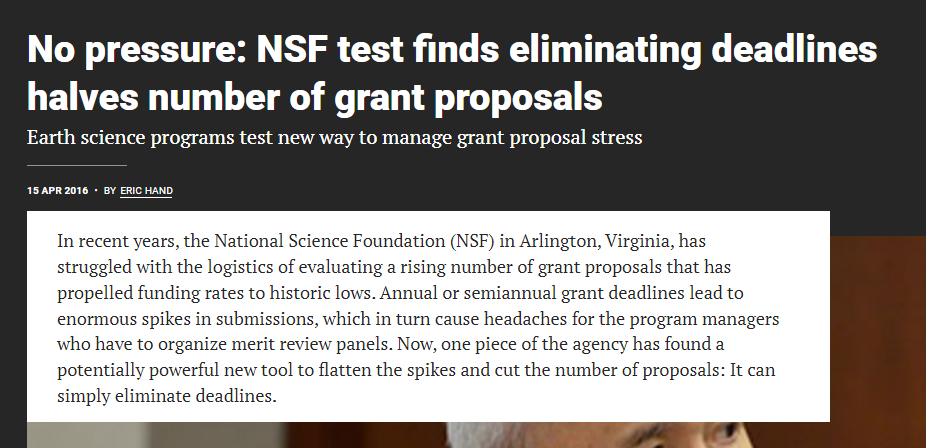 No pressure: NSF test finds eliminating deadlines
halves number of grant proposals
Earth science programs test new way to manage grant proposal stress
15 APR 2016 • BY ERIC HAND
In recent years, the National Science Foundation (NSF) in Arlington, Virginia, has
struggled with the logistics of evaluating a rising number of grant proposals that has
propelled funding rates to historic lows. Annual or semiannual grant deadlines lead to
enormous spikes in submissions, which in turn cause headaches for the program managers
who have to organize merit review panels. Now, one piece of the agency has found a
potentially powerful new tool to flatten the spikes and cut the number of proposals: It can
simply eliminate deadlines.